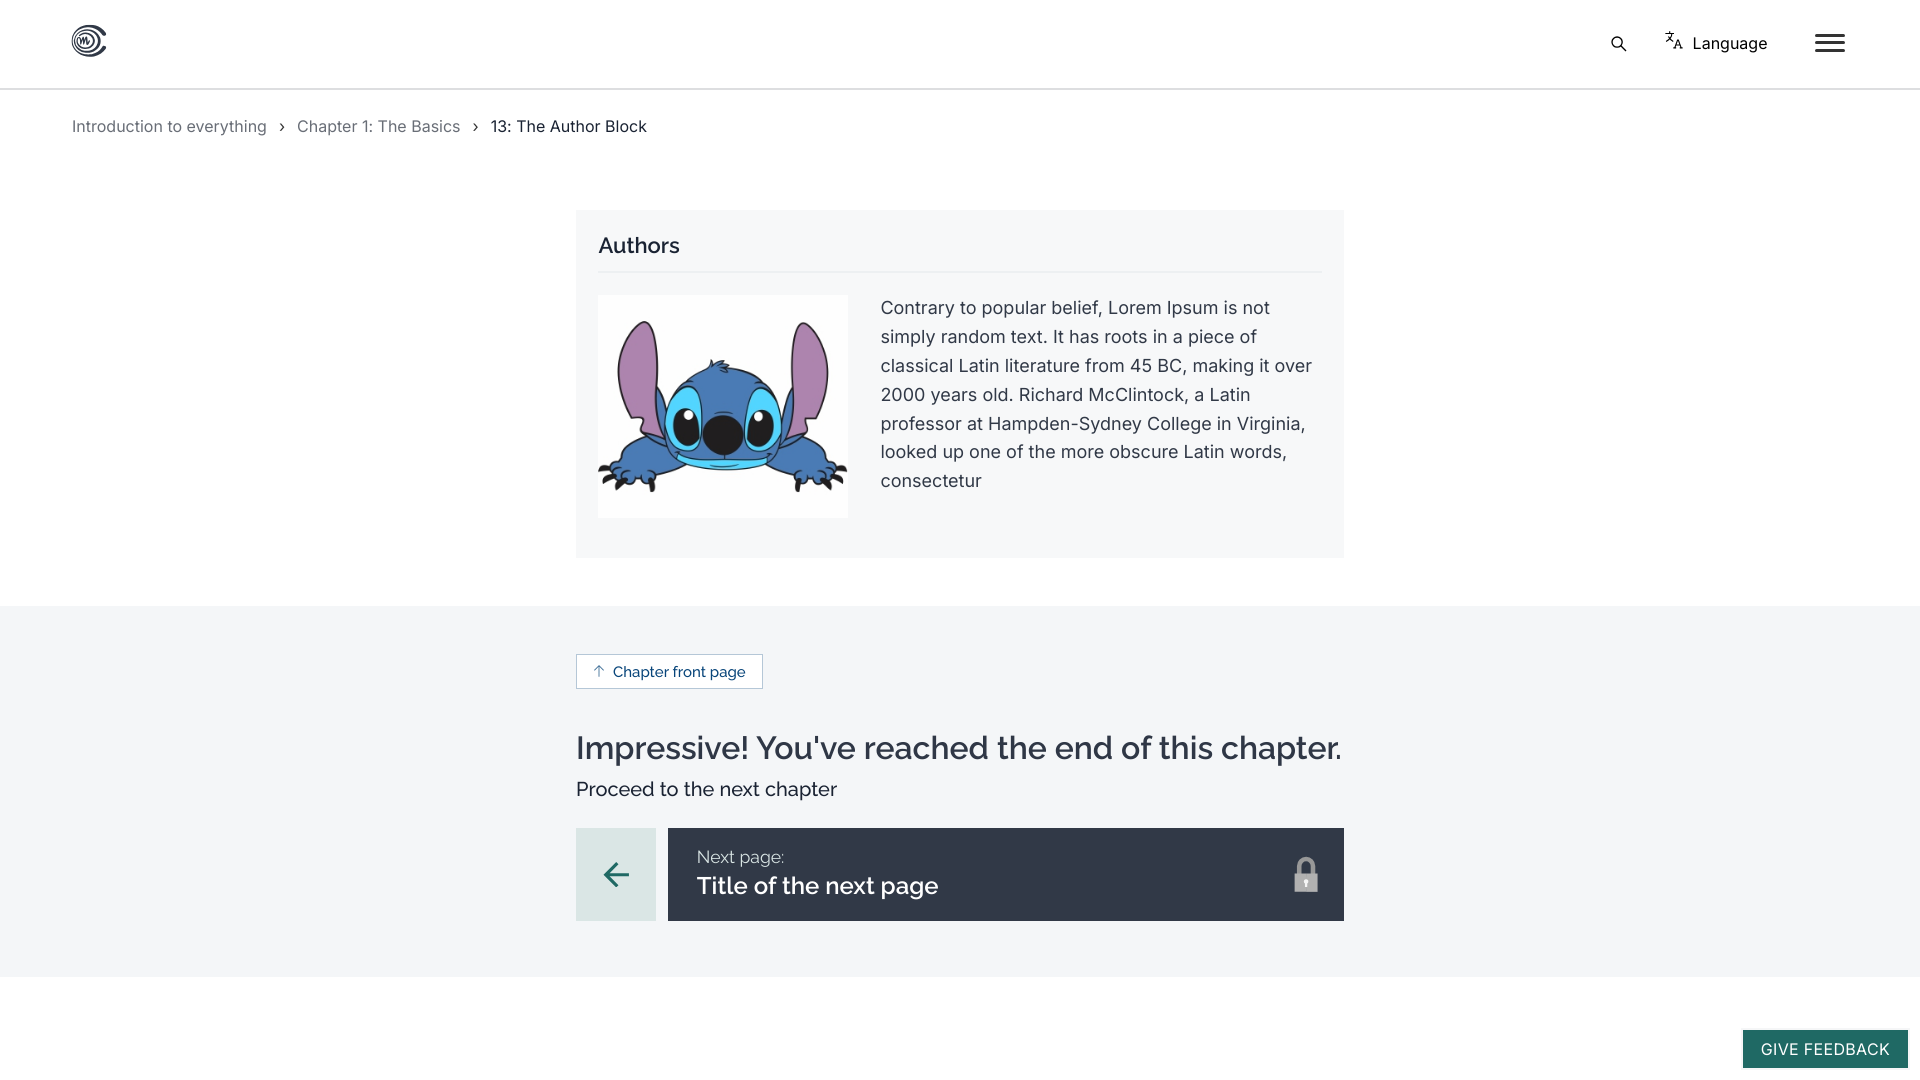 Language
Introduction to everything › Chapter 1: The Basics › 13: The Author Block
Authors
Contrary to popular belief, Lorem Ipsum is not
simply random text. It has roots in a piece of
classical Latin literature from 45 BC, making it over
2000 years old. Richard McClintock, a Latin
professor at Hampden-Sydney College in Virginia,
looked up one of the more obscure Latin words,
consectetur
Chapter front page
Impressive! You've reached the end of this chapter.
Proceed to the next chapter
Next page:
Title of the next page
GIVE FEEDBACK